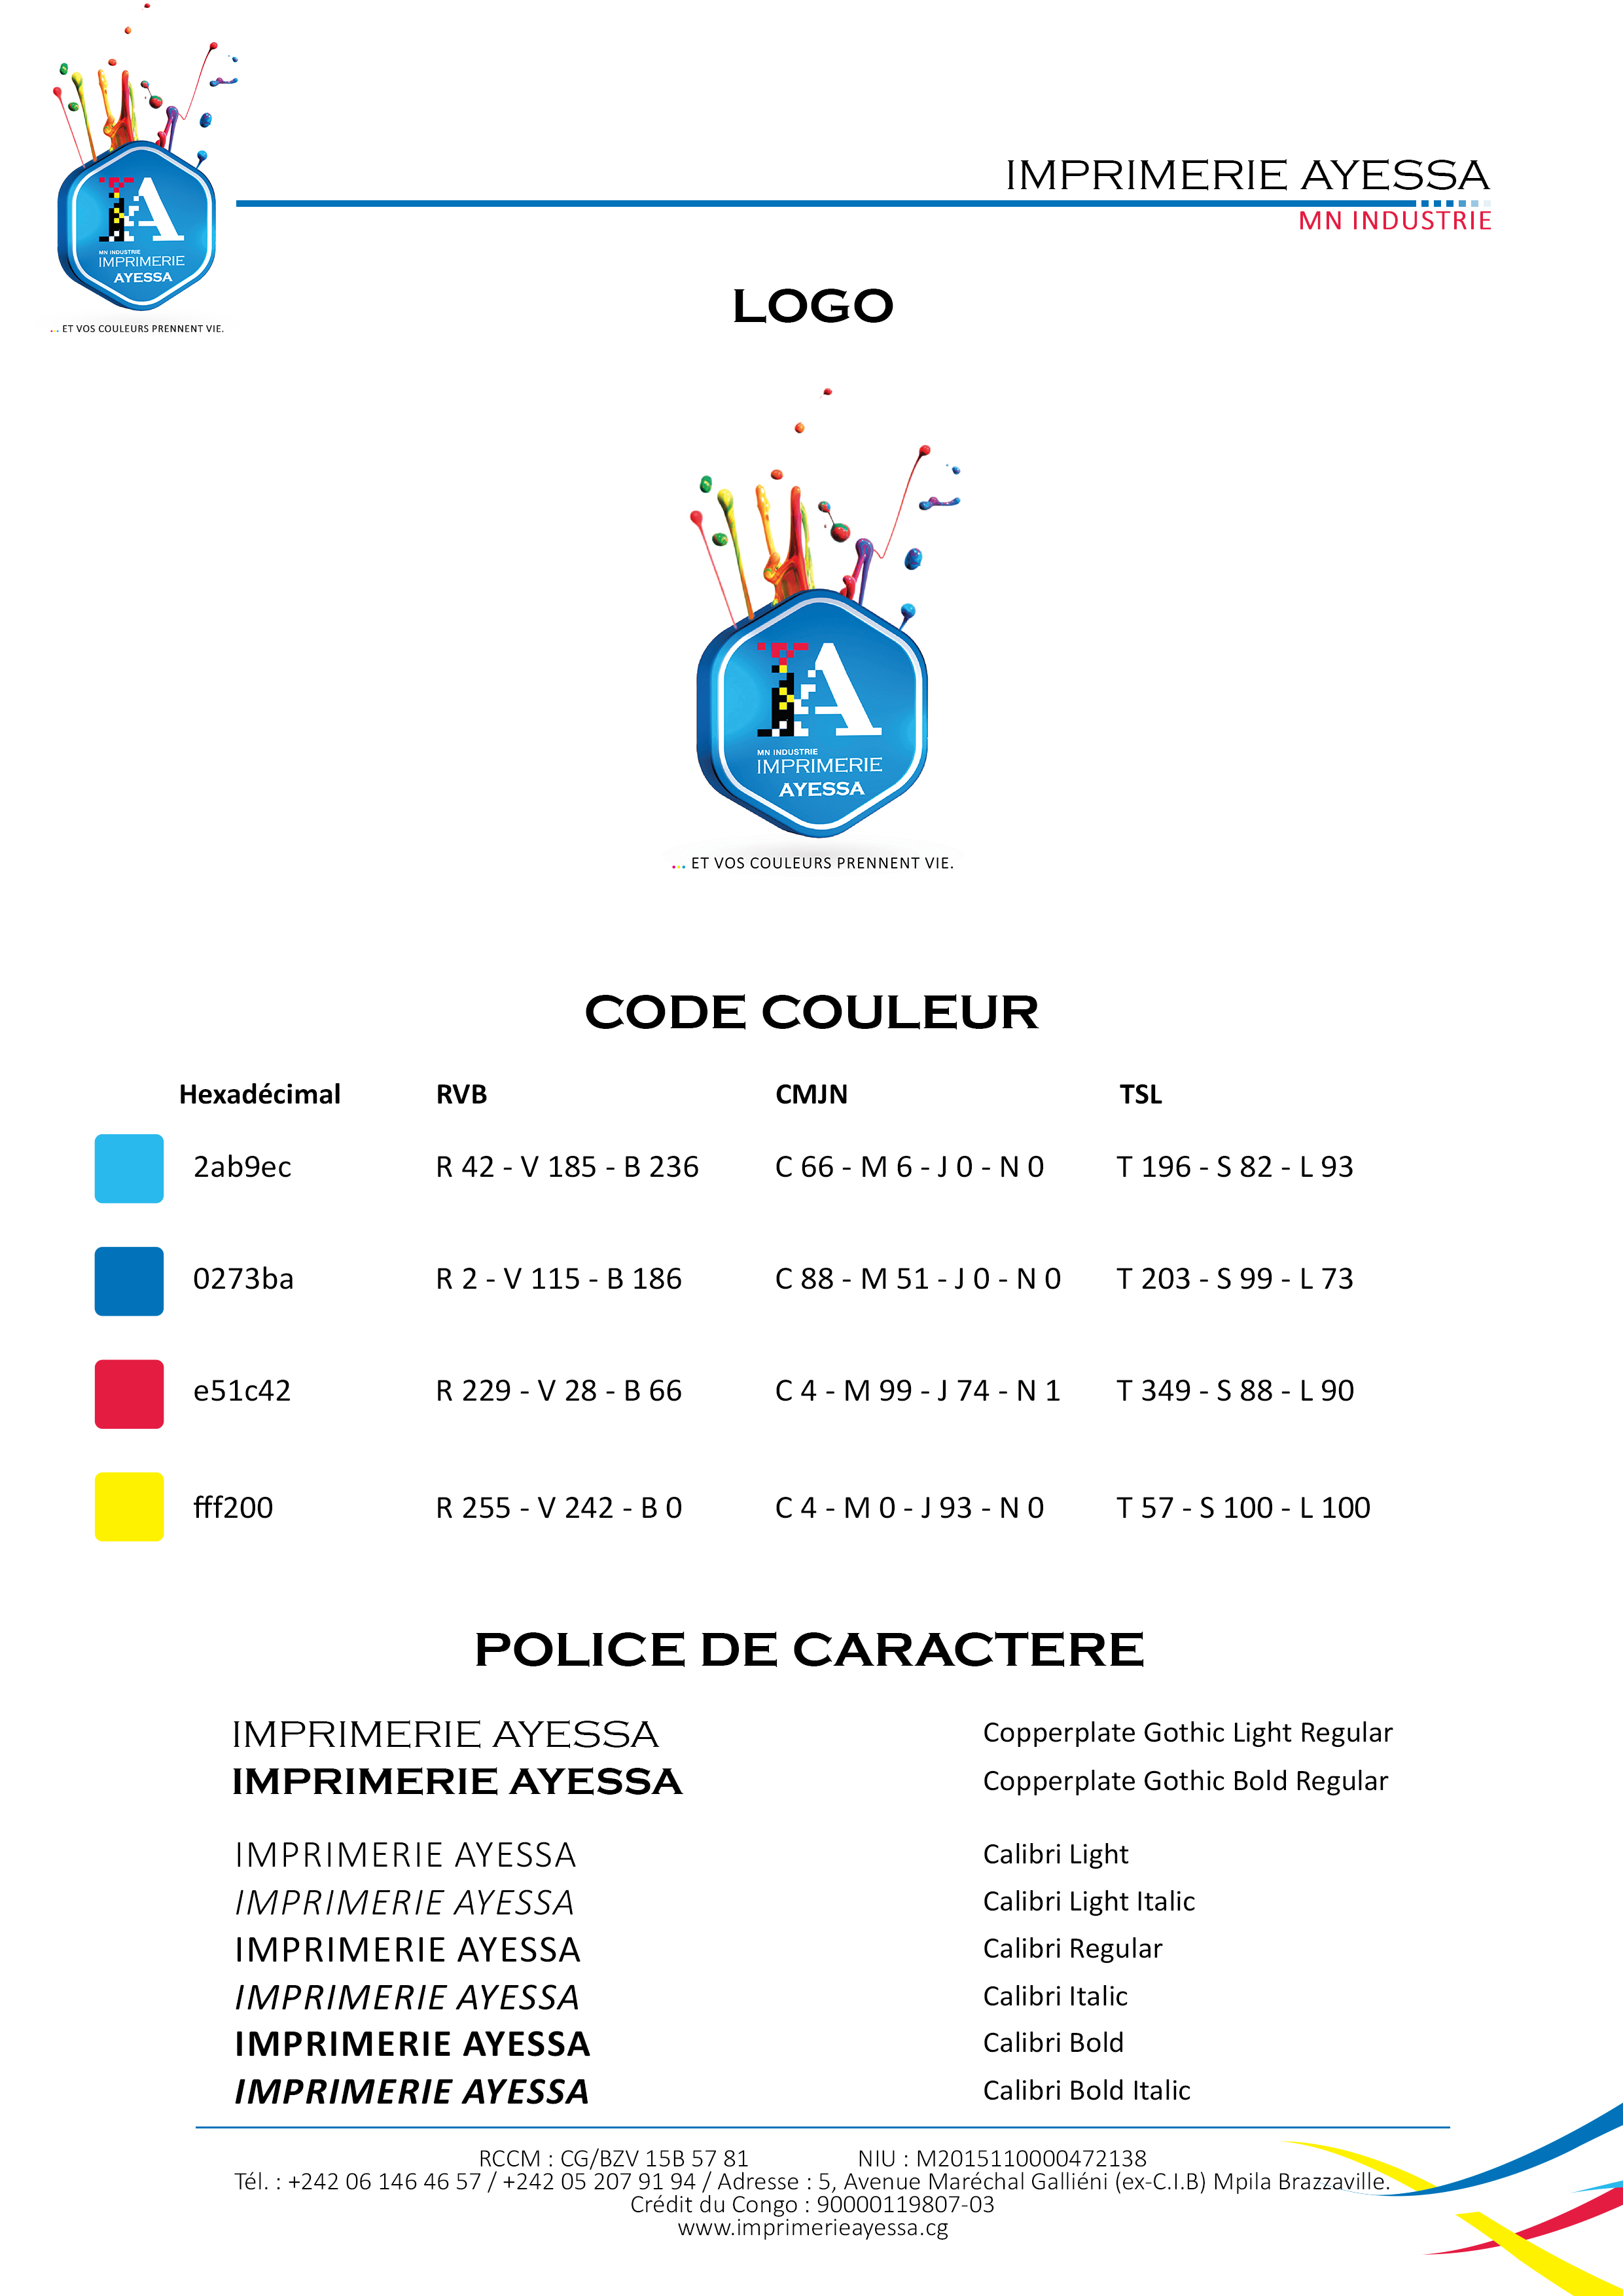 IMPRIMERIE AYESSA
MN INDUSTRIE
IA
MN INDUSTRIE
IMPRIMERIE
AYESSA
... ET VOS COULEURS PRENNENT VIE.
LOGO
IA
MN INDUSTRIE
IMPRIMERIE
AYESSA
... ET VOS COULEURS PRENNENT VIE.
CODE COULEUR
Hexadécimal RVB CMJN TSL
2ab9ec R 42 - V 185 - B 236 C 66 - M 6 - J 0 - N 0 T 196 - S 82 - L 93
0273ba R 2 - V 115 - B 186 C 88 - M 51 - J 0 - N 0 T 203 - S 99 - L 73
e51c42 R 229 - V 28 - B 66 C 4 - M 99 - J 74 - N 1 T 349 - S 88 - L 90
fff200 R 255 - V 242 - B 0 C 4 - M 0 - J 93 - N 0 T 57 - S 100 - L 100
POLICE DE CARACTERE
IMPRIMERIE AYESSA Copperplate Gothic Light Regular
IMPRIMERIE AYESSA Copperplate Gothic Bold Regular
IMPRIMERIE AYESSA Calibri Light
IMPRIMERIE AYESSA Calibri Light Italic
IMPRIMERIE AYESSA Calibri Regular
IMPRIMERIE AYESSA Calibri Italic
IMPRIMERIE AYESSA Calibri Bold
IMPRIMERIE AYESSA Calibri Bold Italic
RCCM : CG/BZV 15B 57 81 NIU : M2015110000472138
Tél. : +242 06 146 46 57 / +242 05 207 91 94 / Adresse : 5, Avenue Maréchal Galliéni (ex-C.I.B) Mpila Brazzaville.
Crédit du Congo : 90000119807-03
www.imprimerieayessa.cg